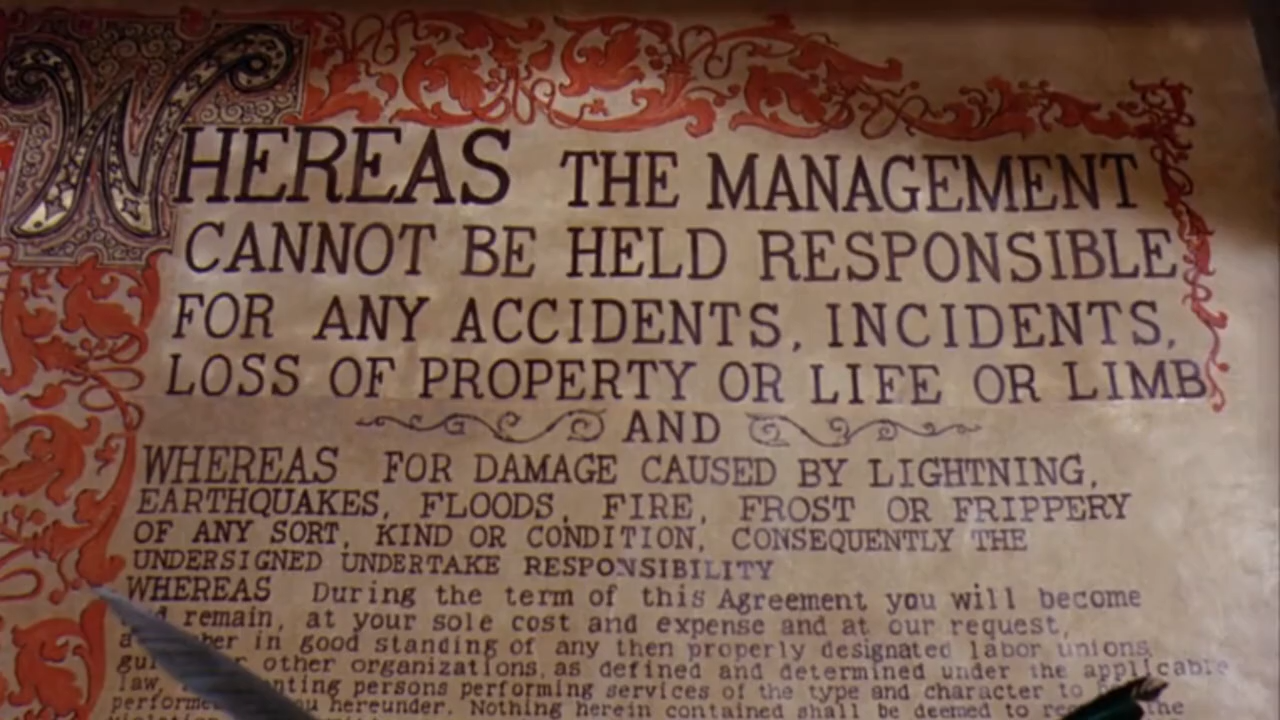 WHEREAS THE MANAGEMENT
CANNOT BE HELD RESPONSIBLE
FOR ANY ACCIDENTS, INCIDENTS,
LOSS OF PROPERTY OR LIFE OR LIMB
AND
WHEREAS FOR DAMAGE CAUSED BY LIGHTNING,
EARTHQUAKES, FLOODS, FIRE, FROST OR FRIPPERY
OF ANY SORT, KIND OR CONDITION, CONSEQUENTLY THE
UNDERSIGNED UNDERTAKE RESPONSIBILITY
WHEREAS During the term of this Agreement you will become
remain, at your sole cost and expense and at our request,
in good standing of any then properly designated labor unions,
other organizations, as defined and determined under the applicable
law, persons performing services of the type and character to
hereunder. Nothing herein contained shall be deemed to the